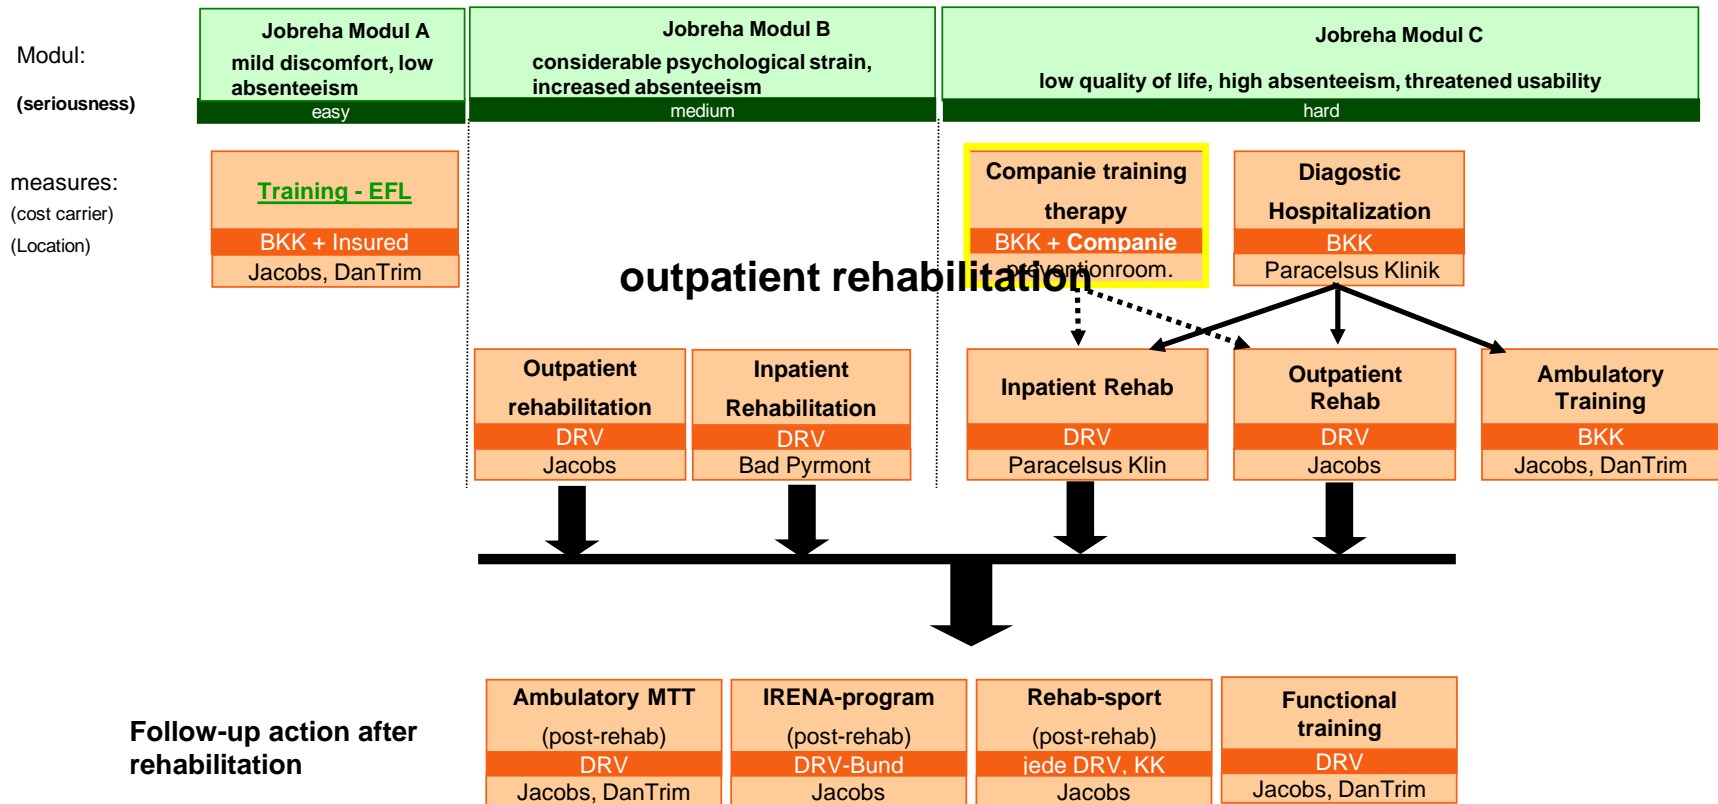 Modul:
(seriousness)
Jobreha Modul A
mild discomfort, low
absenteeism
easy
Jobreha Modul B
considerable psychological strain,
increased absenteeism
medium
Jobreha Modul C
low quality of life, high absenteeism, threatened usability
hard
measures:
(cost carrier)
(Location)
Training - EFL
BKK + Insured
Jacobs, DanTrim
Companie training
therapy
BKK + Companie
preventionroom.
Diagostic
Hospitalization
BKK
Paracelsus Klinik
outpatient rehabilitation
Outpatient
rehabilitation
DRV
Jacobs
Inpatient
Rehabilitation
DRV
Bad Pyrmont
Inpatient Rehab
DRV
Paracelsus Klin
Outpatient
Rehab
DRV
Jacobs
Ambulatory
Training
BKK
Jacobs, DanTrim
Follow-up action after
rehabilitation
Ambulatory MTT
(post-rehab)
DRV
Jacobs, DanTrim
IRENA-program
(post-rehab)
DRV-Bund
Jacobs
Rehab-sport
(post-rehab)
jede DRV, KK
Jacobs
Functional
training
DRV
Jacobs, DanTrim